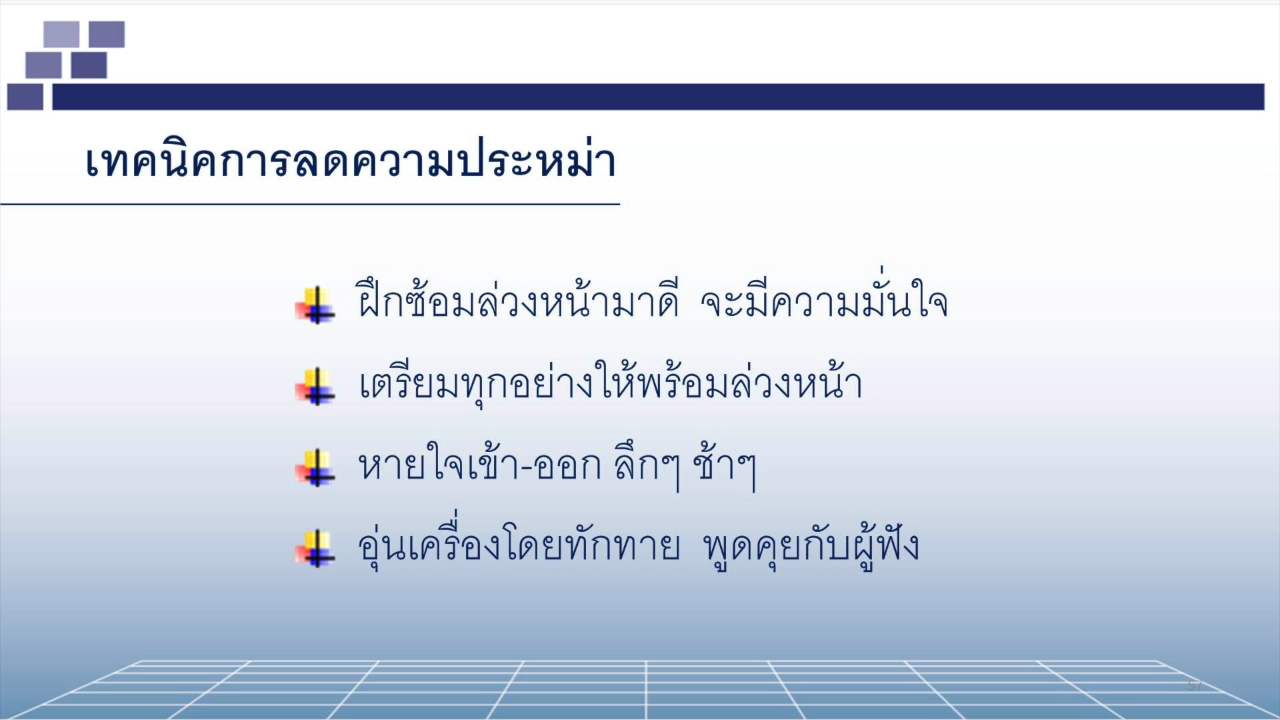 เทคนิคการลดความประหม่า
ฝึกซ้อมล่วงหน้ามาดี จะมีความมั่นใจ
เตรียมทุกอย่างให้พร้อมล่วงหน้า
หายใจเข้า-ออก ลึกๆ ช้าๆ
อุ่นเครื่องโดยทักทาย พูดคุยกับผู้ฟัง
57